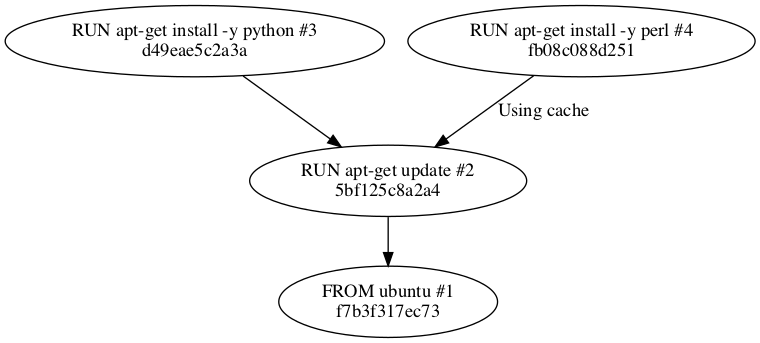 RUN apt-get install -y python #3
d49eae5c2a3a
RUN apt-get install -y perl #4
fb08c088d251
Using cache
RUN apt-get update #2
5bf125c8a2a4
FROM ubuntu #1
f7b3f317ec73